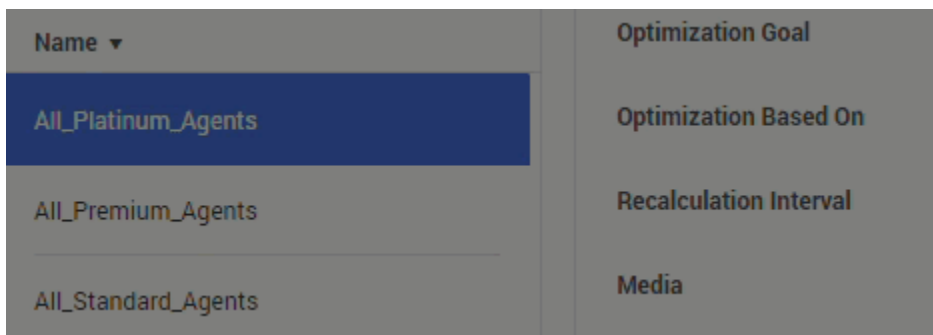 Name ▼
All_Platinum_Agents
All_Premium_Agents
All_Standard_Agents
Optimization Goal
Optimization Based On
Recalculation Interval
Media